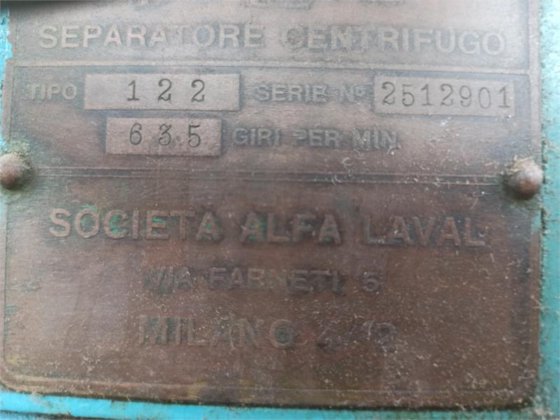 SEPARATORE CENTRIFUGO
TIPO 122 SERIE Nº 2512901
635 GIRI PER MIN.
SOCIETA ALFA LAVAL
VIA FARNETI 5
MILANO